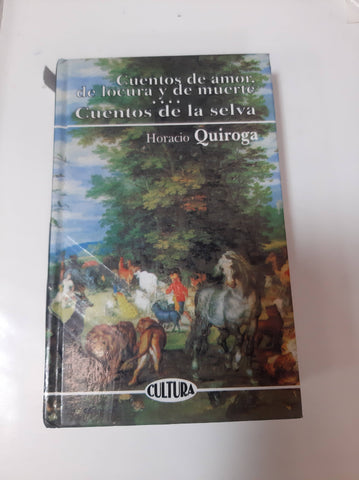 Cuentos de amor,
de locura y de muerte
....
Cuentos de la selva
Horacio Quiroga
CULTURA